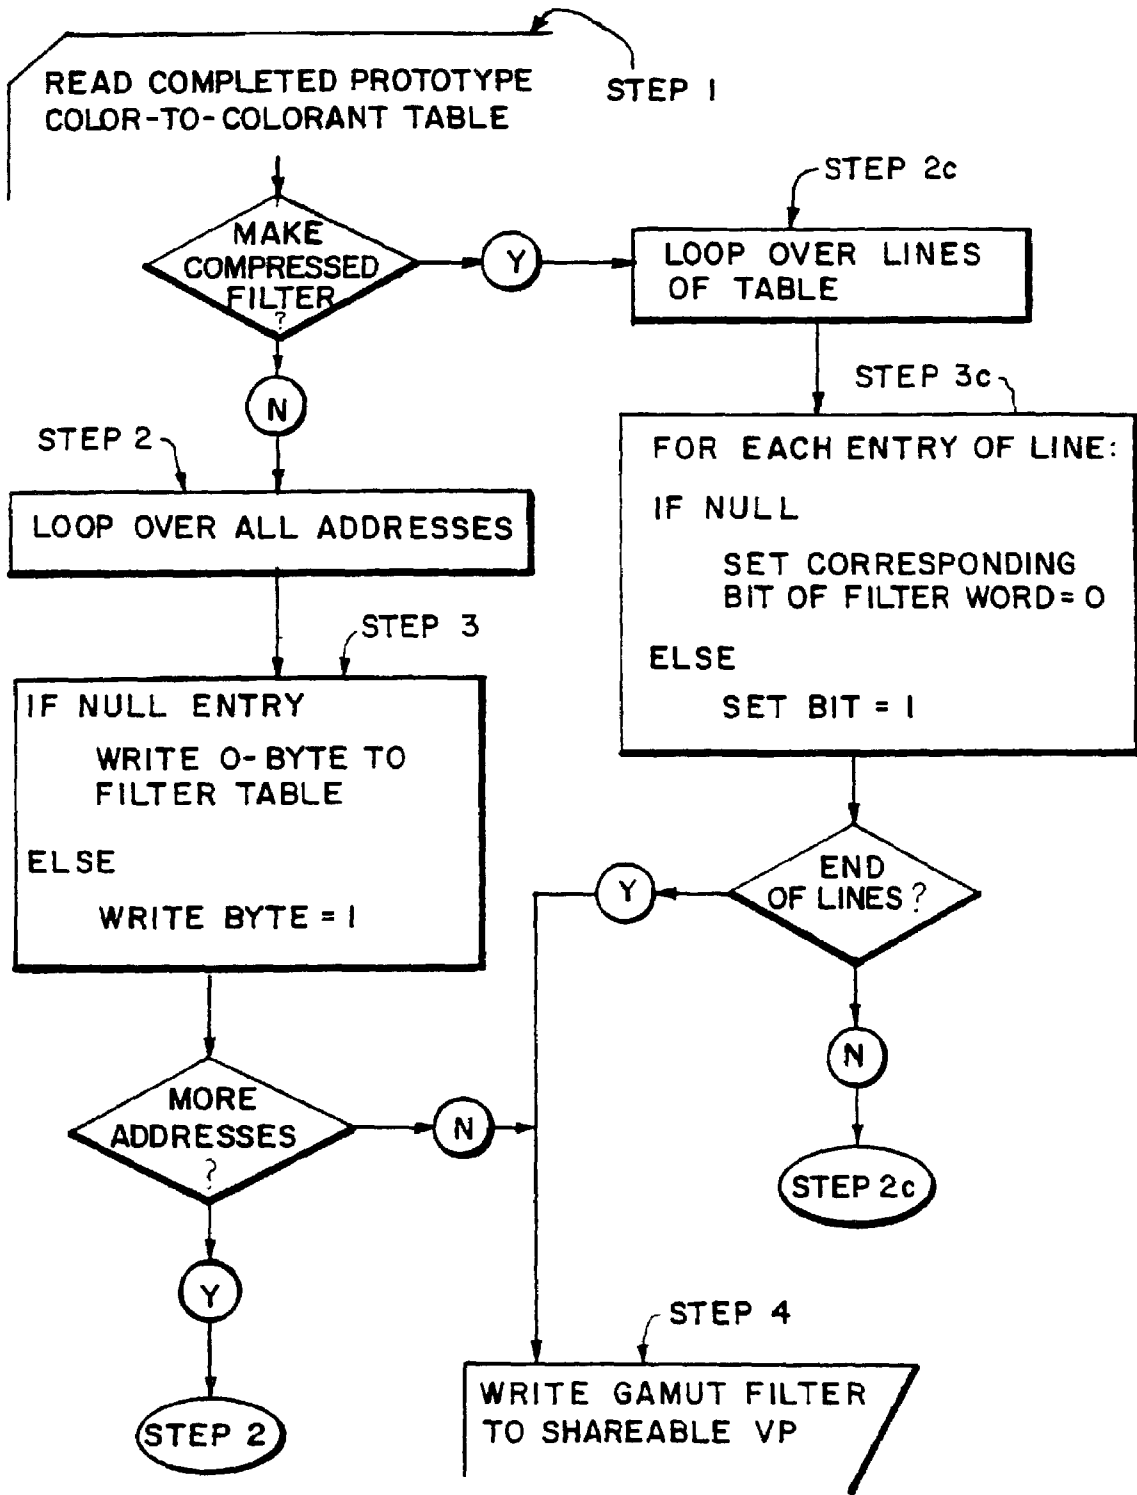 STEP 1
READ COMPLETED PROTOTYPE
COLOR-TO-COLORANT TABLE
MAKE
COMPRESSED
FILTER
?
Y
STEP 2c
LOOP OVER LINES
OF TABLE
N
STEP 2
LOOP OVER ALL ADDRESSES
STEP 3c
FOR EACH ENTRY OF LINE:
IF NULL
SET CORRESPONDING
BIT OF FILTER WORD=0
ELSE
SET BIT = 1
STEP 3
IF NULL ENTRY
WRITE 0-BYTE TO
FILTER TABLE
ELSE
WRITE BYTE = 1
END
OF LINES?
Y
N
STEP 2c
MORE
ADDRESSES
?
N
Y
STEP 2
STEP 4
WRITE GAMUT FILTER
TO SHAREABLE VP